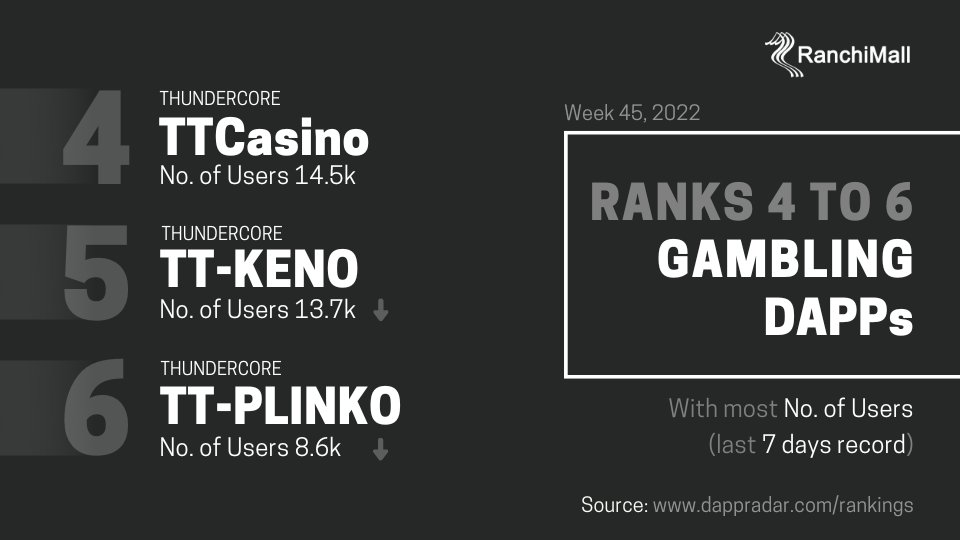 RanchiMall
4
THUNDERCORE
TTCasino
No. of Users 14.5k
5
THUNDERCORE
TT-KENO
No. of Users 13.7k
6
THUNDERCORE
TT-PLINKO
No. of Users 8.6k
Week 45, 2022
RANKS 4 TO 6
GAMBLING
DAPPs
With most No. of Users
(last 7 days record)
Source: www.dappradar.com/rankings